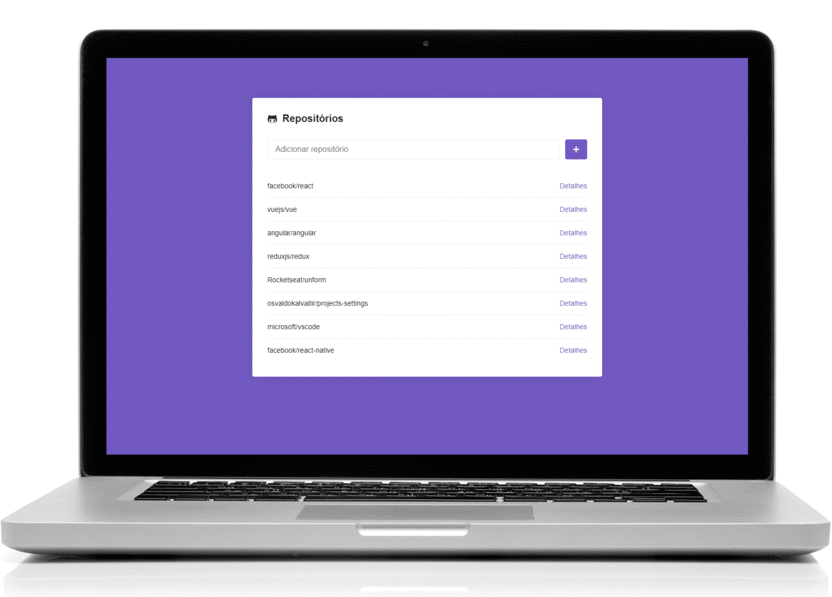 Repositórios
Adicionar repositório
+
facebook/react Detalhes
vuejs/vue Detalhes
angular/angular Detalhes
reduxjs/redux Detalhes
Rocketseat/unform Detalhes
osvaldokalvaitir/projects-settings Detalhes
microsoft/vscode Detalhes
facebook/react-native Detalhes